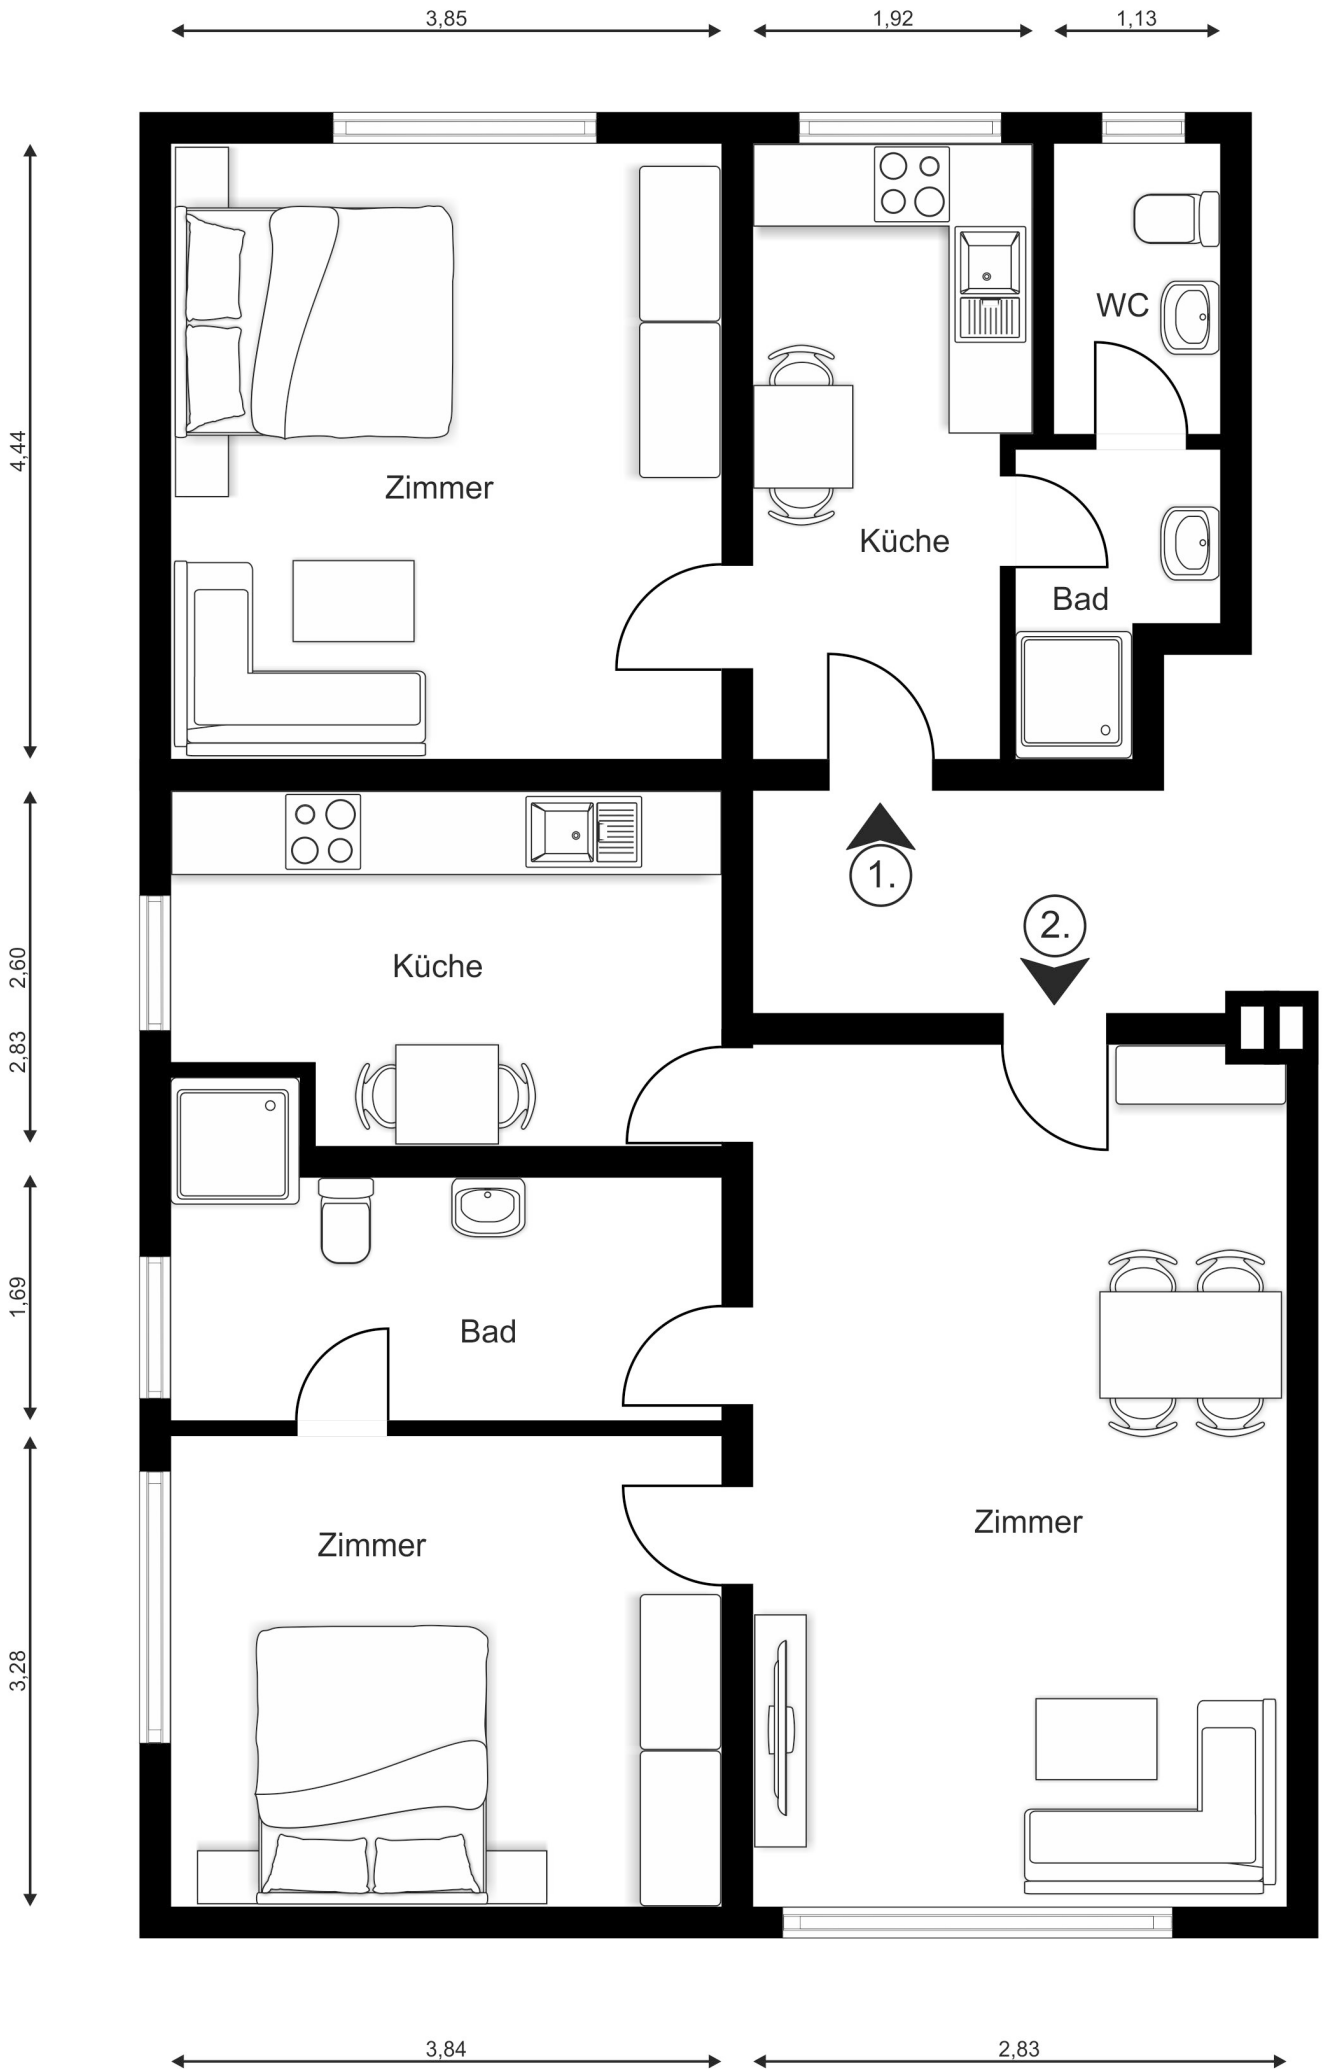 3,85
1,92
1,13
WC
4,44
Zimmer
Küche
Bad
1.
2.
Küche
2,60
2,83
1,69
Bad
Zimmer
Zimmer
3,28
3,84
2,83